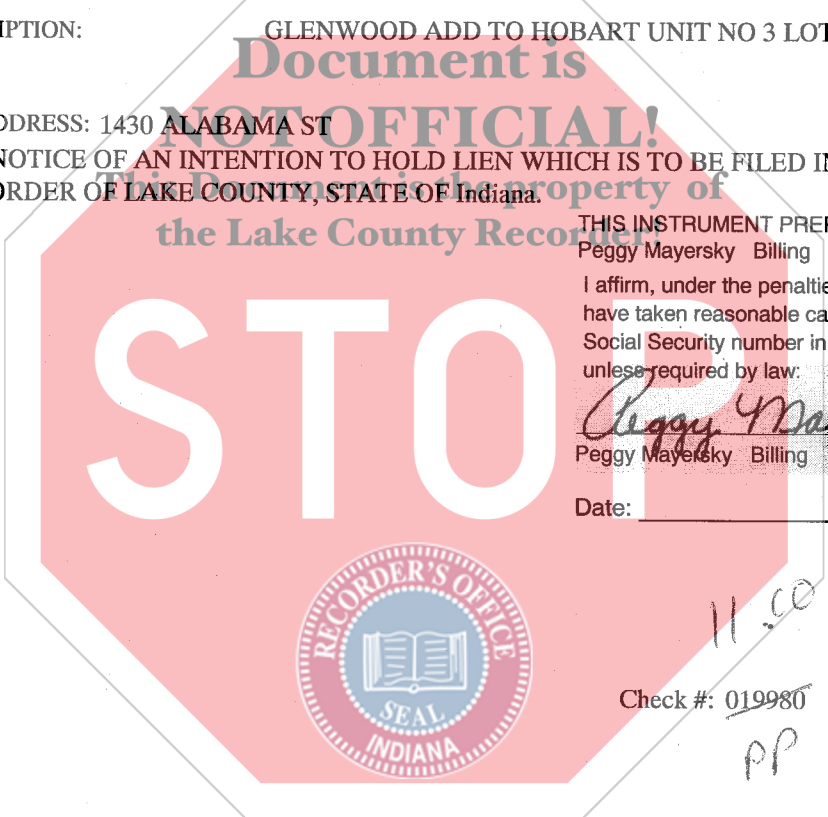 IPTION: GLENWOOD ADD TO HOBART UNIT NO 3 LOT
Document is
DDRESS: 1430 ALABAMA ST
NOT OFFICIAL!
NOTICE OF AN INTENTION TO HOLD LIEN WHICH IS TO BE FILED IN
ORDER OF LAKE COUNTY, STATE OF Indiana.
This Document is the property of
the Lake County Recorder!
THIS INSTRUMENT PREP
Peggy Mayersky Billing
I affirm, under the penaltie
have taken reasonable ca
Social Security number in
unless required by law:
Peggy Ma
Peggy Mayersky Billing
Date:
STOP
RECORDER'S OFFICE
SEAL
INDIANA
11.00
Check #: 019980
PP